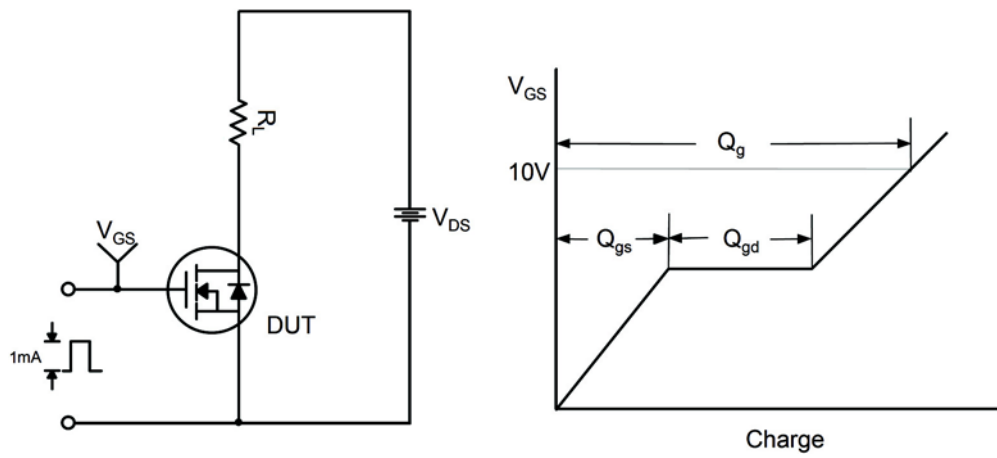 R_L
V_DS
V_GS
DUT
1mA
V_GS
10V
Q_g
Q_gs
Q_gd
Charge